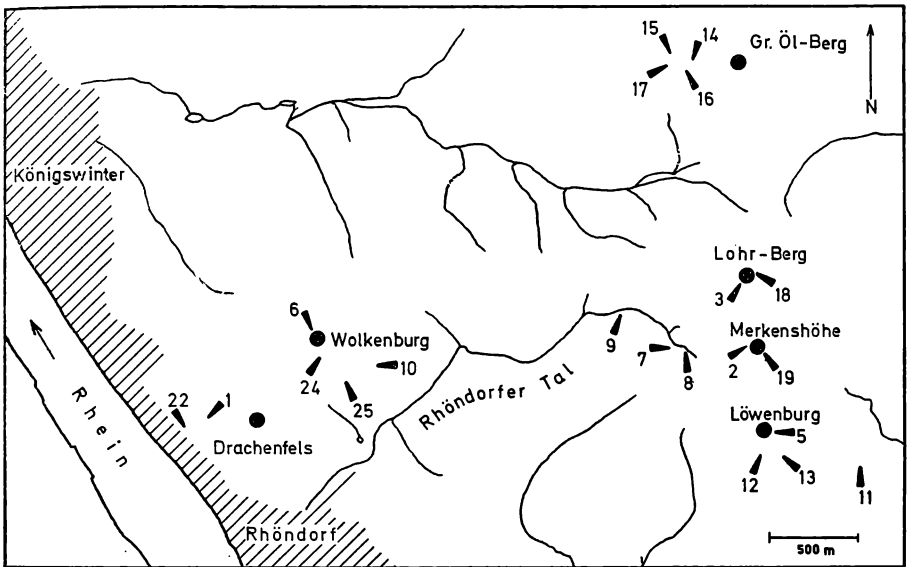 15
14
Gr. Öl-Berg
17
16
N
Königswinter
Lohr-Berg
3
18
6
Wolkenburg
Merkenshöhe
9
7
8
2
19
24
10
25
Rhöndorfer Tal
22
1
Rhein
Drachenfels
Löwenburg
5
12
13
11
Rhöndorf
500 m